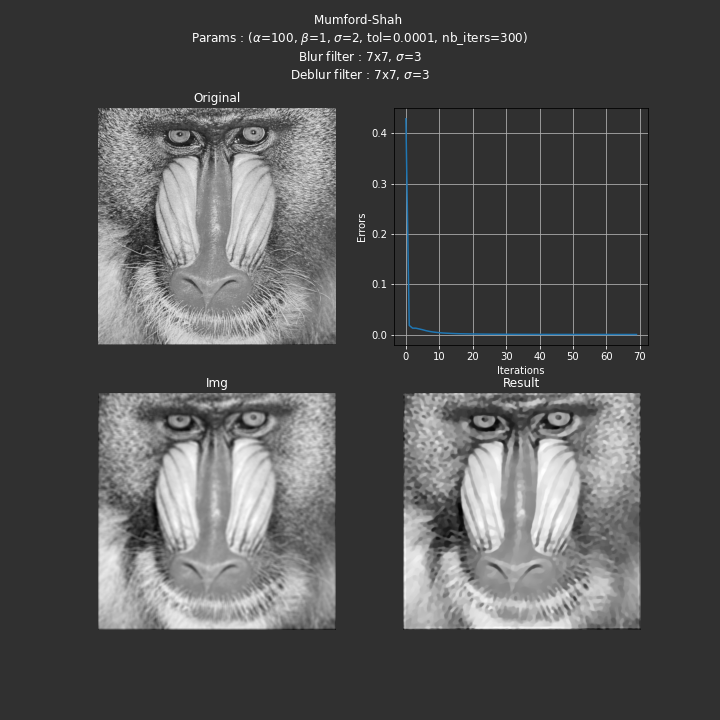 Mumford-Shah
Params : (α=100, β=1, σ=2, tol=0.0001, nb_iters=300)
Blur filter : 7x7, σ=3
Deblur filter : 7x7, σ=3
Original
0.4
0.3
0.2
0.1
0.0
Errors
0 10 20 30 40 50 60 70
Iterations
Img
Result